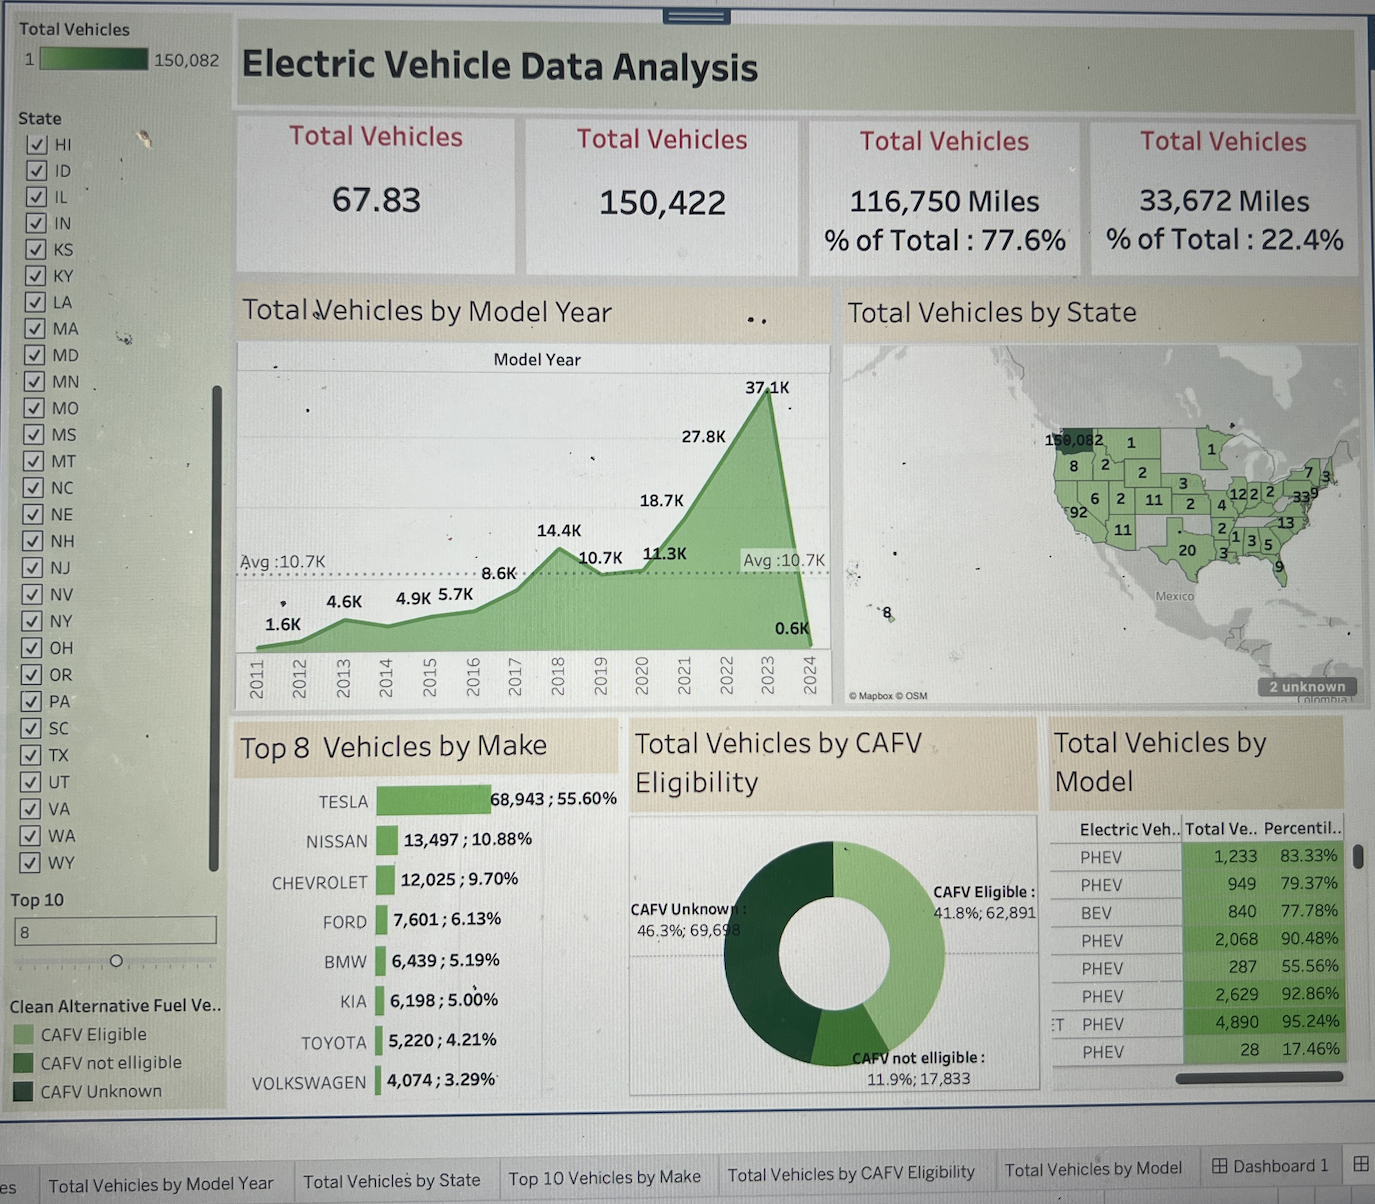 Total Vehicles
1 150,082
State
HI
ID
IL
IN
KS
KY
LA
MA
MD
MN
MO
MS
MT
NC
NE
NH
NJ
NV
NY
OH
OR
PA
SC
TX
UT
VA
WA
WY
Top 10
8
Clean Alternative Fuel Ve..
CAFV Eligible
CAFV not elligible
CAFV Unknown
Electric Vehicle Data Analysis
Total Vehicles
67.83
Total Vehicles
150,422
Total Vehicles
116,750 Miles
% of Total : 77.6%
Total Vehicles
33,672 Miles
% of Total : 22.4%
Total Vehicles by Model Year
Model Year
37.1K
27.8K
18.7K
14.4K
10.7K
11.3K
Avg :10.7K
Avg :10.7K
8.6K
5.7K
4.9K
4.6K
1.6K
0.6K
2011
2012
2013
2014
2015
2016
2017
2018
2019
2020
2021
2022
2023
2024
Total Vehicles by State
150,082
1
1
8
2
2
7
3
3
6
2
11
2
4
12
2
2
339
92
11
2
13
20
3
1
3
5
9
8
Mexico
Colombia
2 unknown
© Mapbox © OSM
Top 8 Vehicles by Make
TESLA 68,943 ; 55.60%
NISSAN 13,497 ; 10.88%
CHEVROLET 12,025 ; 9.70%
FORD 7,601 ; 6.13%
BMW 6,439 ; 5.19%
KIA 6,198 ; 5.00%
TOYOTA 5,220 ; 4.21%
VOLKSWAGEN 4,074 ; 3.29%
Total Vehicles by CAFV
Eligibility
CAFV Eligible :
41.8%; 62,891
CAFV Unknown :
46.3%; 69,698
CAFV not elligible :
11.9%; 17,833
Total Vehicles by
Model
Electric Veh.. Total Ve.. Percentil..
PHEV 1,233 83.33%
PHEV 949 79.37%
BEV 840 77.78%
PHEV 2,068 90.48%
PHEV 287 55.56%
PHEV 2,629 92.86%
ET PHEV 4,890 95.24%
PHEV 28 17.46%
es
Total Vehicles by Model Year
Total Vehicles by State
Top 10 Vehicles by Make
Total Vehicles by CAFV Eligibility
Total Vehicles by Model
Dashboard 1